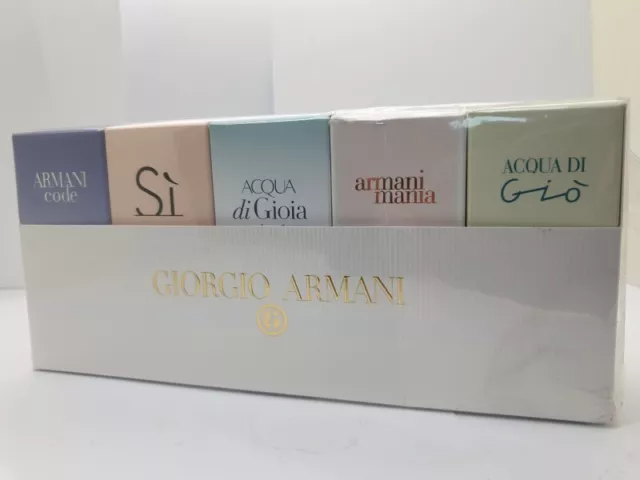 ARMANI
code
Sì
ACQUA
di Gioia
armani
mania
ACQUA DI
Giò
GIORGIO ARMANI